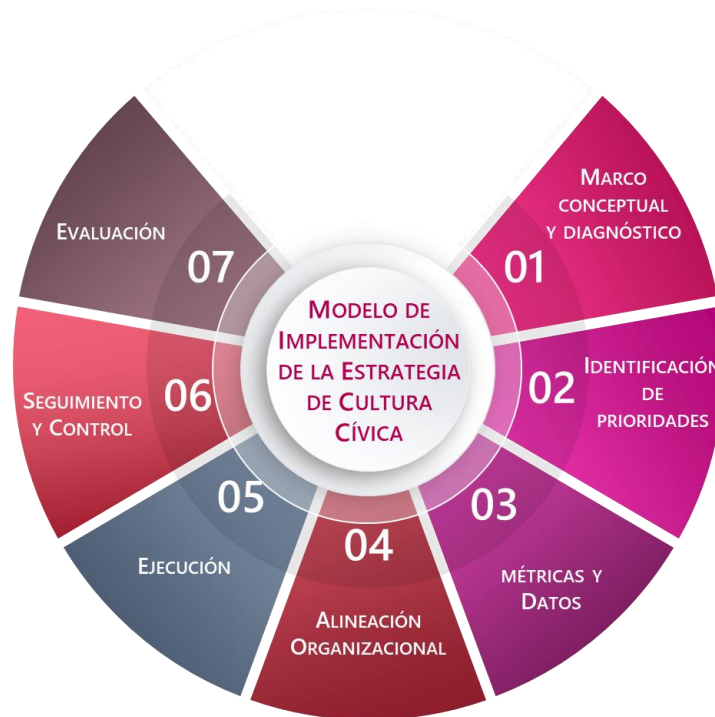 Modelo de
Implementación
de la Estrategia
de Cultura
Cívica
01
Marco
conceptual
y diagnóstico
02
Identificación
de
prioridades
03
métricas y
Datos
04
Alineación
Organizacional
05
Ejecución
06
Seguimiento
y Control
07
Evaluación